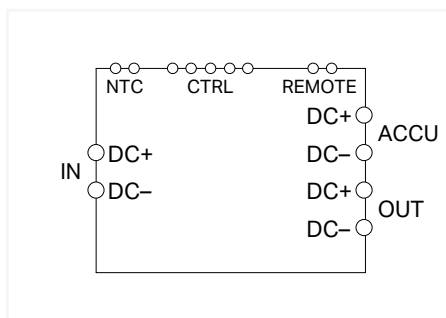 NTC CTRL REMOTE
DC+
ACCU
DC–
IN
DC+
DC–
DC+
OUT
DC–